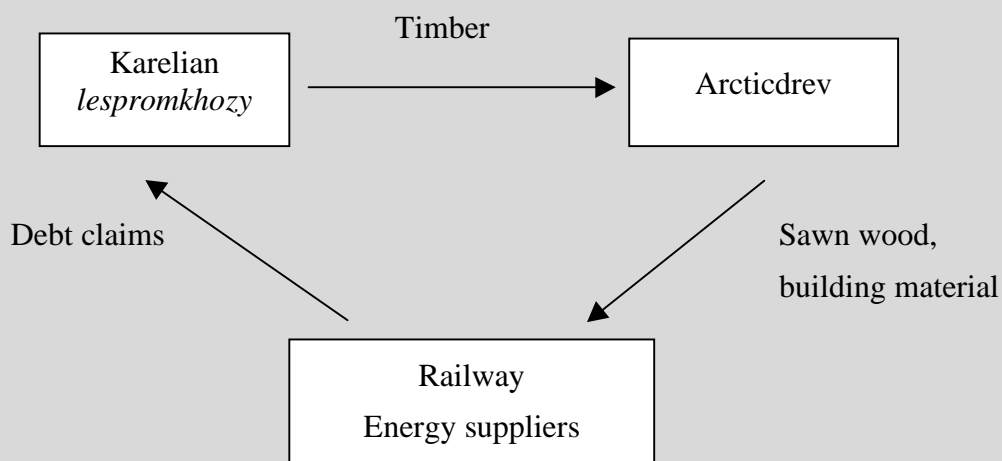 Timber
Karelian
lespromkhozy
Arcticdrev
Debt claims
Sawn wood,
building material
Railway
Energy suppliers